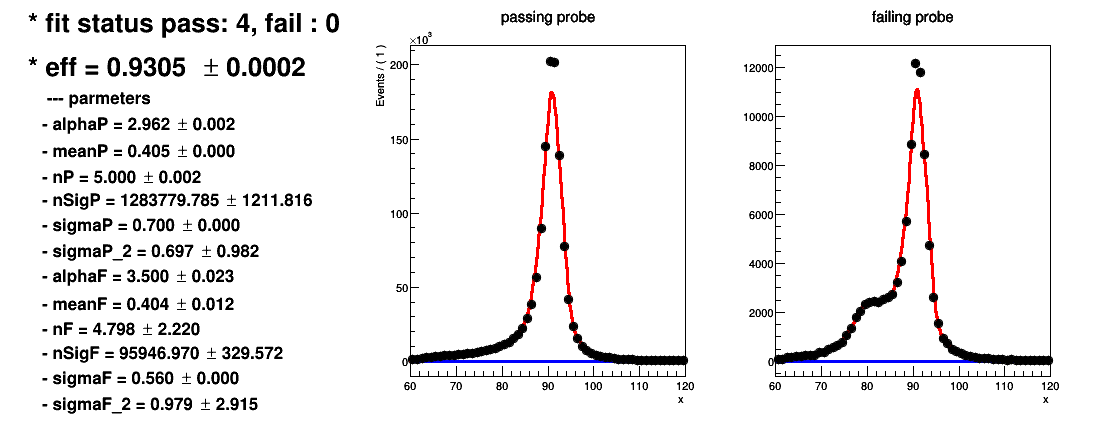 * fit status pass: 4, fail : 0
* eff = 0.9305 ± 0.0002
--- parmeters
- alphaP = 2.962 ± 0.002
- meanP = 0.405 ± 0.000
- nP = 5.000 ± 0.002
- nSigP = 1283779.785 ± 1211.816
- sigmaP = 0.700 ± 0.000
- sigmaP_2 = 0.697 ± 0.982
- alphaF = 3.500 ± 0.023
- meanF = 0.404 ± 0.012
- nF = 4.798 ± 2.220
- nSigF = 95946.970 ± 329.572
- sigmaF = 0.560 ± 0.000
- sigmaF_2 = 0.979 ± 2.915
passing probe
×10³
Events / ( 1 )
200
150
100
50
0
60 70 80 90 100 110 120
x
failing probe
12000
10000
8000
6000
4000
2000
0
60 70 80 90 100 110 120
x